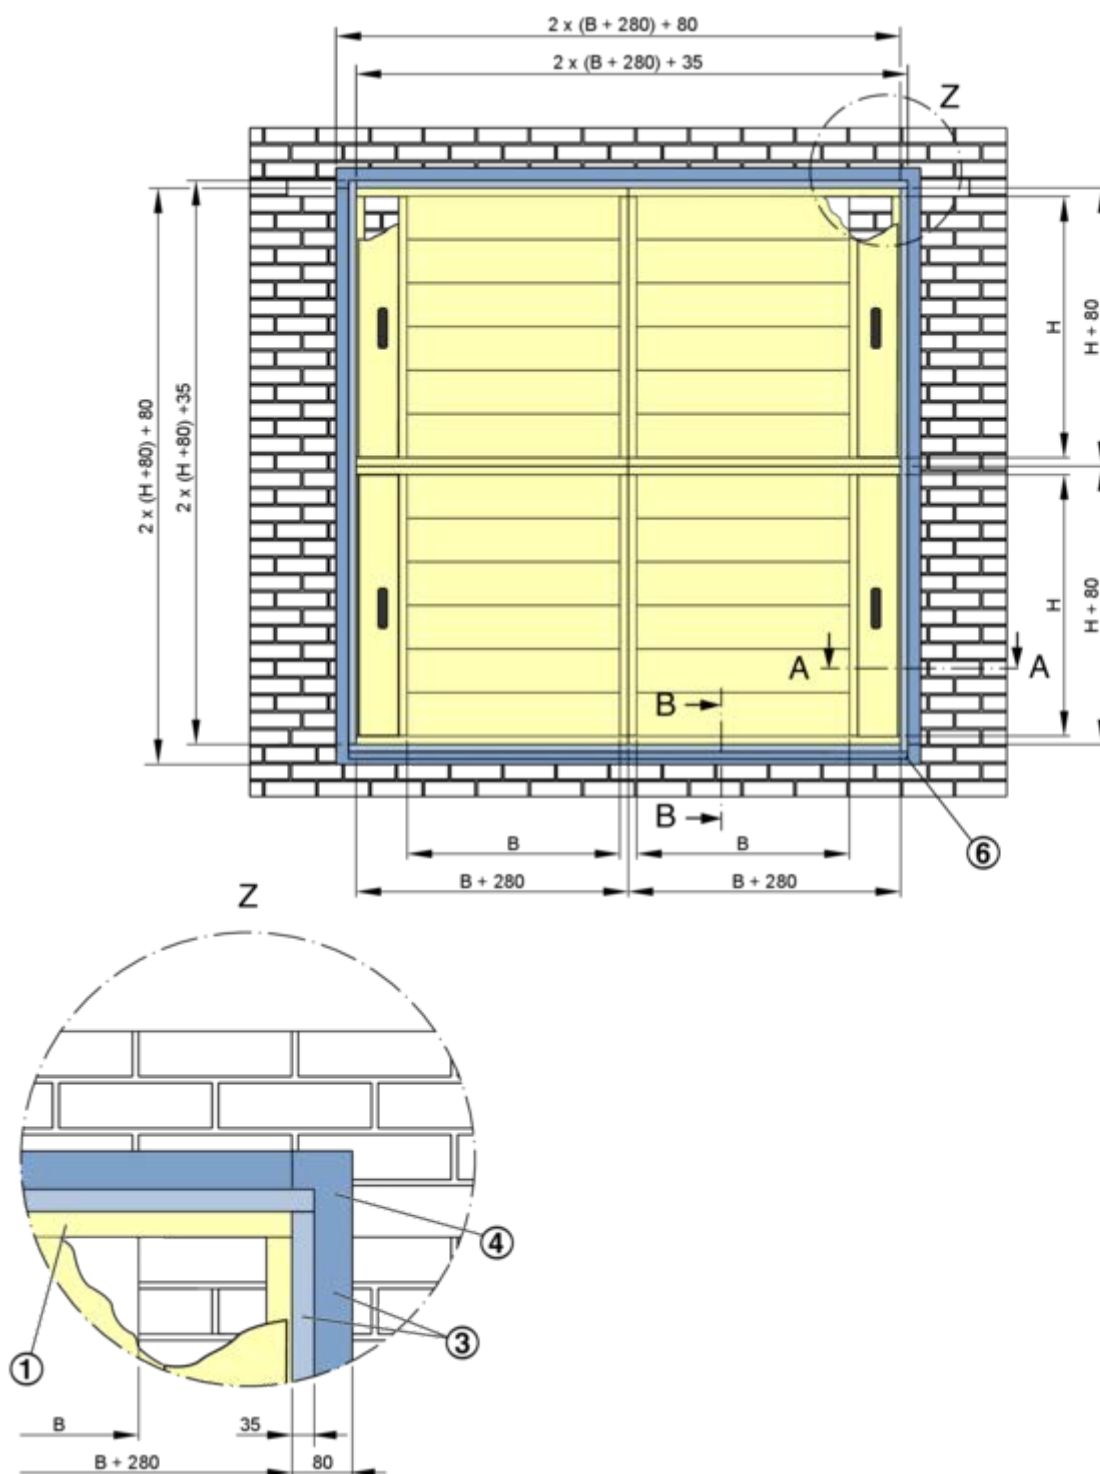 2 x (B + 280) + 80
2 x (B + 280) + 35
Z
2 x (H +80) + 80
2 x (H +80) +35
H
H + 80
H
H + 80
A
A
B
B
6
B
B
B + 280
B + 280
Z
4
3
1
B
35
B + 280
80